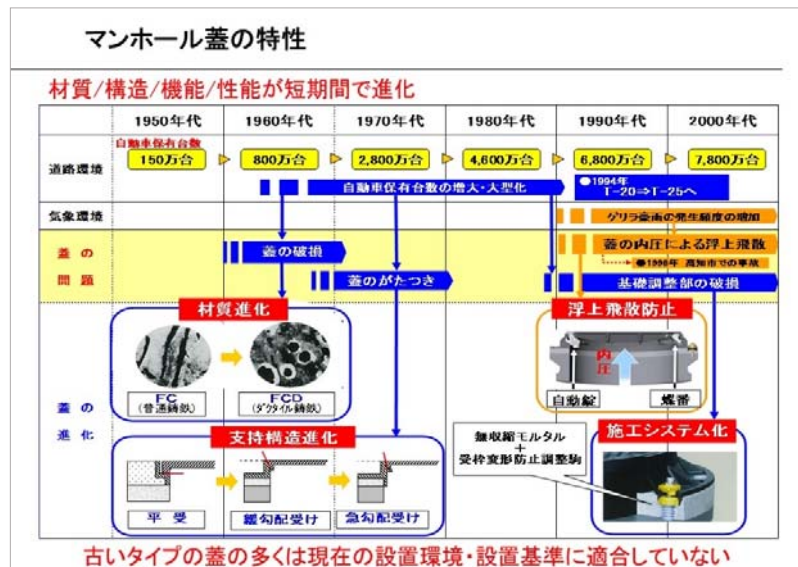 マンホール蓋の特性
材質/構造/機能/性能が短期間で進化
1950年代 1960年代 1970年代 1980年代 1990年代 2000年代
道路環境
自動車保有台数
150万台 800万台 2,800万台 4,600万台 6,800万台 7,800万台
自動車保有台数の増大・大型化
●1994年
T-20⇒T-25へ
気象環境
ゲリラ豪雨の発生頻度の増加
蓋の
問題
蓋の破損
蓋の内圧による浮上飛散
●1998年 高知市での事故
蓋のがたつき
基礎調整部の破損
蓋の
進化
材質進化
FC
(普通鋳鉄)
FCD
(ダクタイル鋳鉄)
浮上飛散防止
内圧
自動錠
蝶番
支持構造進化
平受
緩勾配受け
急勾配受け
施工システム化
無収縮モルタル
+
受枠変形防止調整駒
古いタイプの蓋の多くは現在の設置環境・設置基準に適合していない